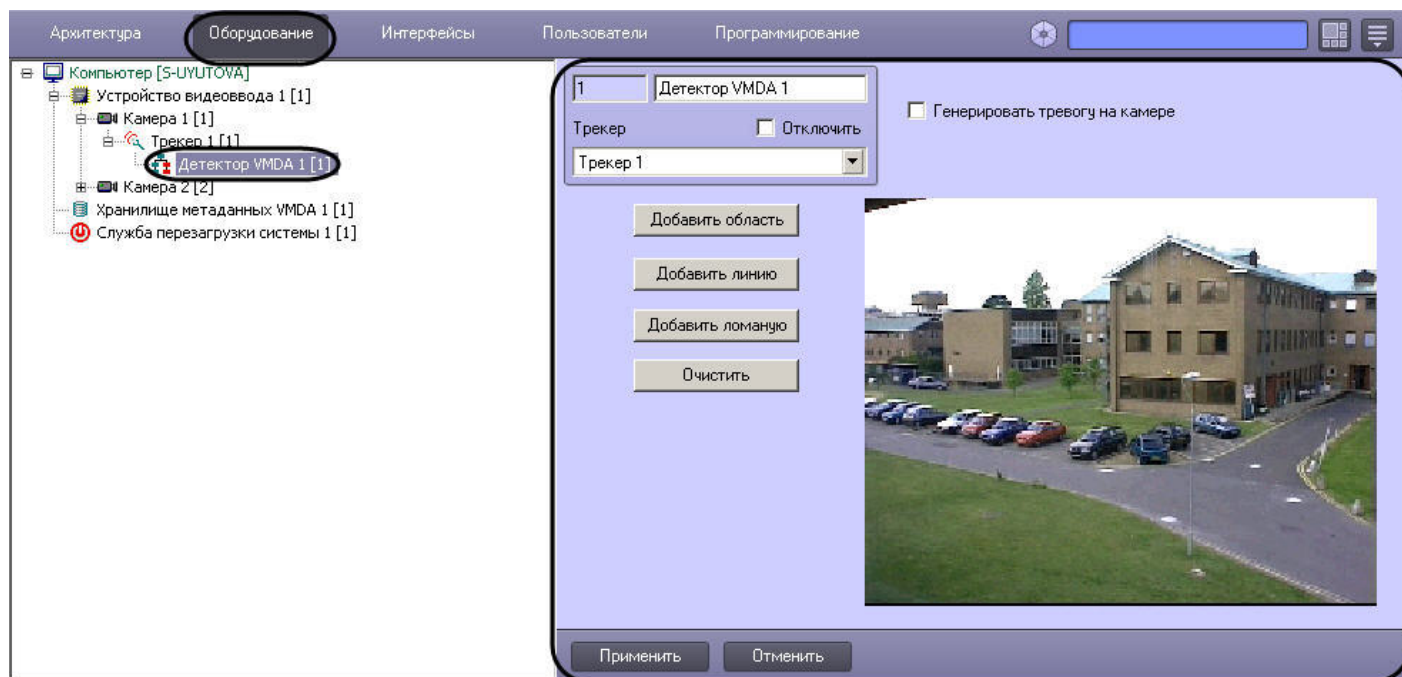 Архитектура Оборудование Интерфейсы Пользователи Программирование
Компьютер [S-UYUTOVA]
Устройство видеоввода 1 [1]
Камера 1 [1]
Трекер 1 [1]
Детектор VMDA 1 [1]
Камера 2 [2]
Хранилище метаданных VMDA 1 [1]
Служба перезагрузки системы 1 [1]
1 Детектор VMDA 1
Трекер Отключить
Трекер 1
Генерировать тревогу на камере
Добавить область
Добавить линию
Добавить ломаную
Очистить
Применить Отменить